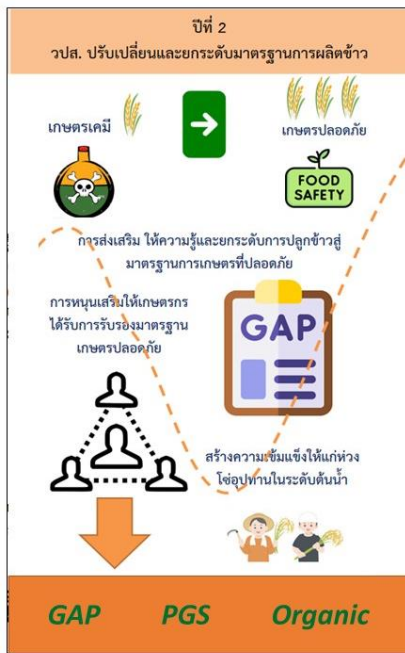 ปีที่ 2
วปส. ปรับเปลี่ยนและยกระดับมาตรฐานการผลิตข้าว
เกษตรเคมี
เกษตรปลอดภัย
FOOD
SAFETY
การส่งเสริม ให้ความรู้และยกระดับการปลูกข้าวสู่
มาตรฐานการเกษตรที่ปลอดภัย
การหนุนเสริมให้เกษตรกร
ได้รับการรับรองมาตรฐาน
เกษตรปลอดภัย
GAP
สร้างความเข้มแข็งให้แก่ห่วง
โซ่อุปทานในระดับต้นน้ำ
GAP PGS Organic